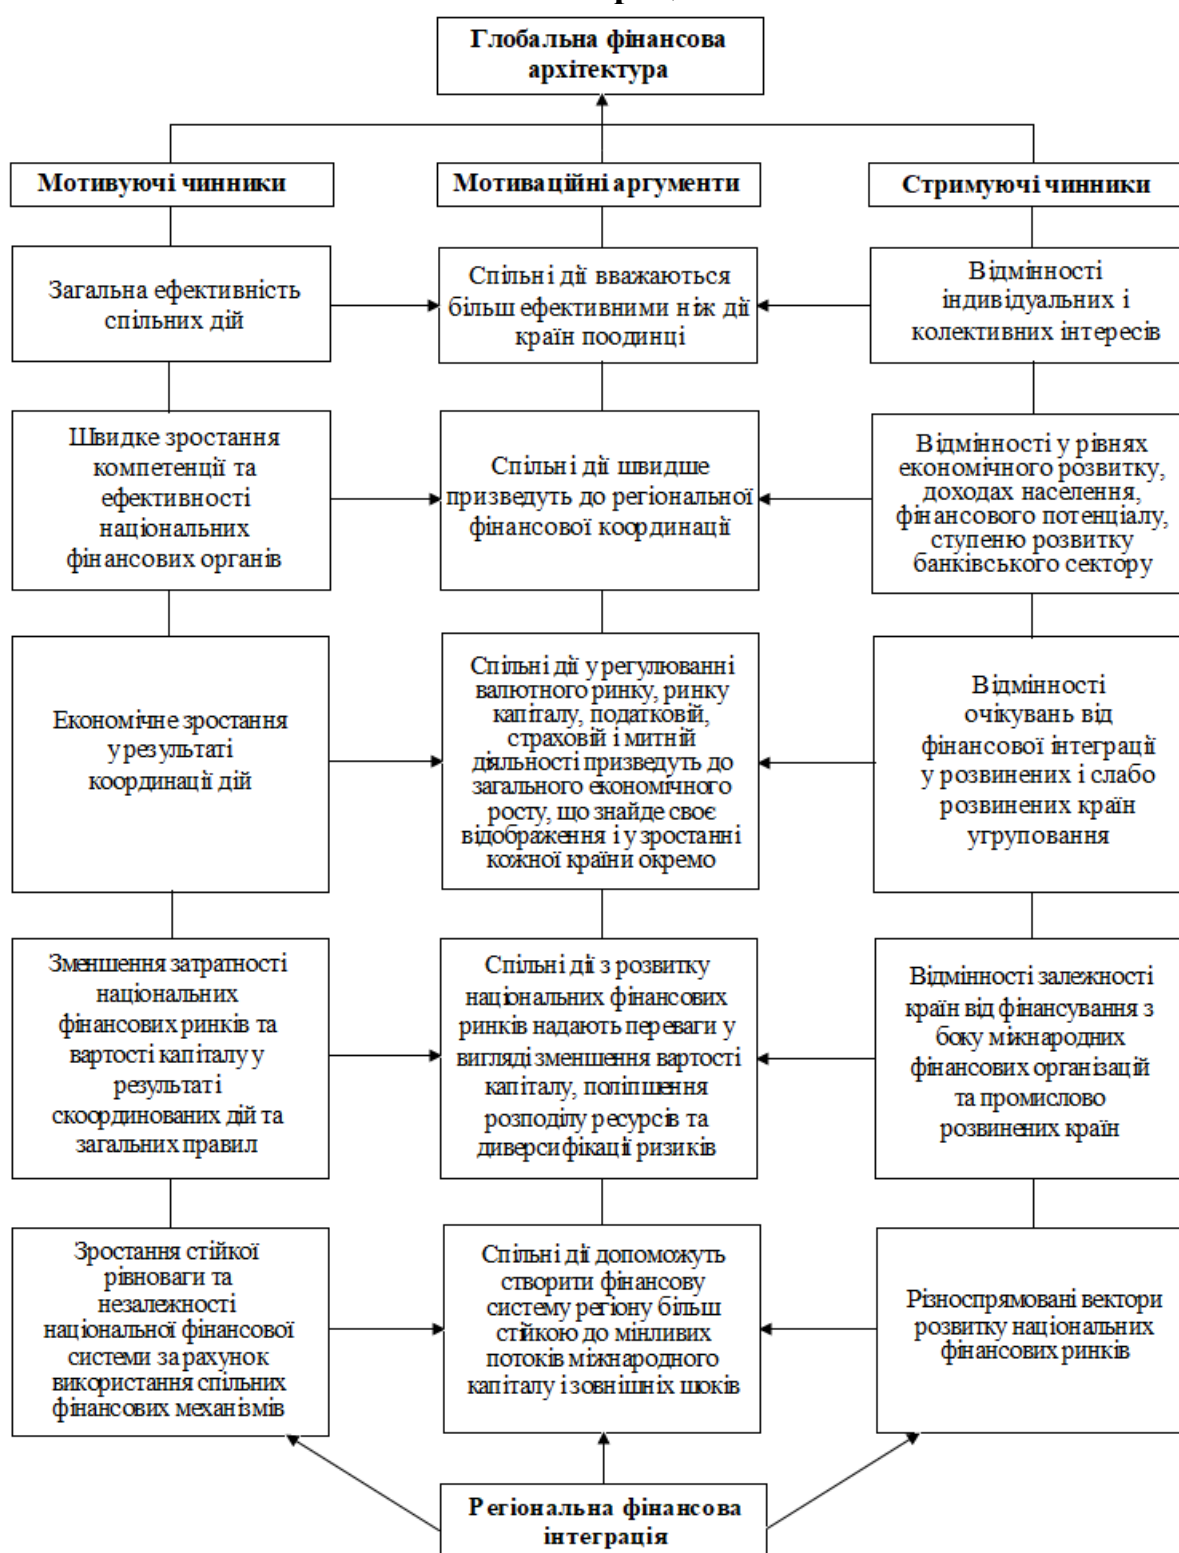 Глобальна фінансова
архітектура
Мотивуючі чинники
Мотиваційні аргументи
Стримуючі чинники
Загальна ефективність
спільних дій
Спільні дії вважаються
більш ефективними ніж дії
країн поодинці
Відмінності
індивідуальних і
колективних інтересів
Швидке зростання
компетенції та
ефективності
національних
фінансових органів
Спільні дії швидше
призведуть до регіональної
фінансової координації
Відмінності у рівнях
економічного розвитку,
доходах населення,
фінансового потенціалу,
ступеню розвитку
банківського сектору
Економічне зростання
у результаті
координації дій
Спільні дії у регулюванні
валютного ринку, ринку
капіталу, податковій,
страховій і митній
діяльності призведуть до
загального економічного
росту, що знайде своє
відображення і у зростанні
кожної країни окремо
Відмінності
очікувань від
фінансової інтеграції
у розвинених і слабо
розвинених країн
угруповання
Зменшення затратності
національних
фінансових ринків та
вартості капіталу у
результаті
скоординованих дій та
загальних правил
Спільні дії з розвитку
національних фінансових
ринків надають переваги у
вигляді зменшення вартості
капіталу, поліпшення
розподілу ресурсів та
диверсифікації ризиків
Відмінності залежності
країн від фінансування з
боку міжнародних
фінансових організацій
та промислово
розвинених країн
Зростання стійкої
рівноваги та
незалежності
національної фінансової
системи за рахунок
використання спільних
фінансових механізмів
Спільні дії допоможуть
створити фінансову
систему регіону більш
стійкою до мінливих
потоків міжнародного
капіталу і зовнішніх шоків
Різноспрямовані вектори
розвитку національних
фінансових ринків
Регіональна фінансова
інтеграція